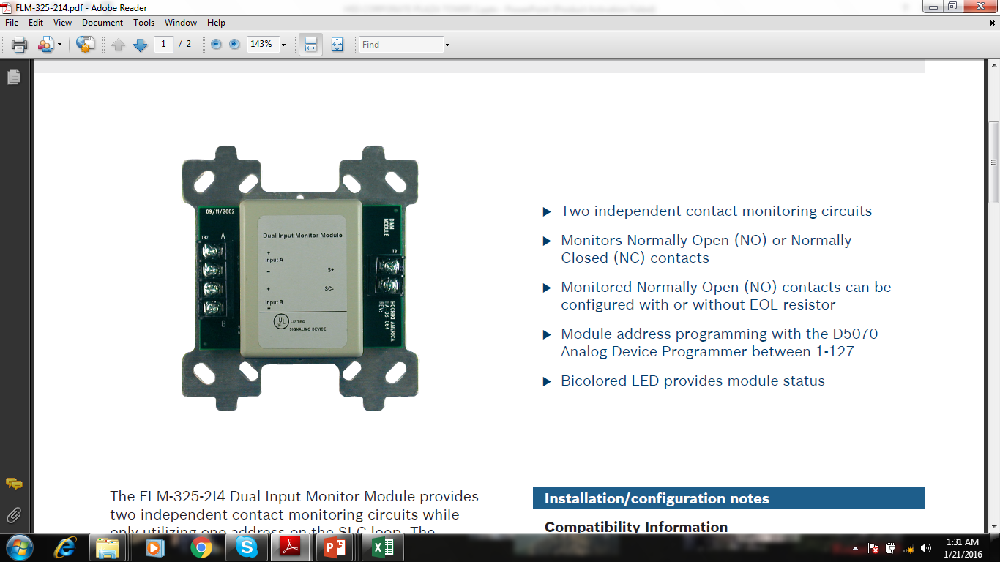 FLM-325-214.pdf - Adobe Reader
File Edit View Document Tools Window Help
1 / 2 143% Find
09/11/2002
TB2 A
B
Dual Input Monitor Module
+
Input A
-
S+
+
SC-
Input B
-
UL LISTED
SIGNALING DEVICE
DIMM
MODULE
TB1
HOCHIKI AMERICA
HA-08-064
REV: -
▶ Two independent contact monitoring circuits
▶ Monitors Normally Open (NO) or Normally
Closed (NC) contacts
▶ Monitored Normally Open (NO) contacts can be
configured with or without EOL resistor
▶ Module address programming with the D5070
Analog Device Programmer between 1-127
▶ Bicolored LED provides module status
The FLM-325-2I4 Dual Input Monitor Module provides
two independent contact monitoring circuits while
only utilizing one address on the SLC loop. The
Installation/configuration notes
Compatibility Information
1:31 AM
1/21/2016